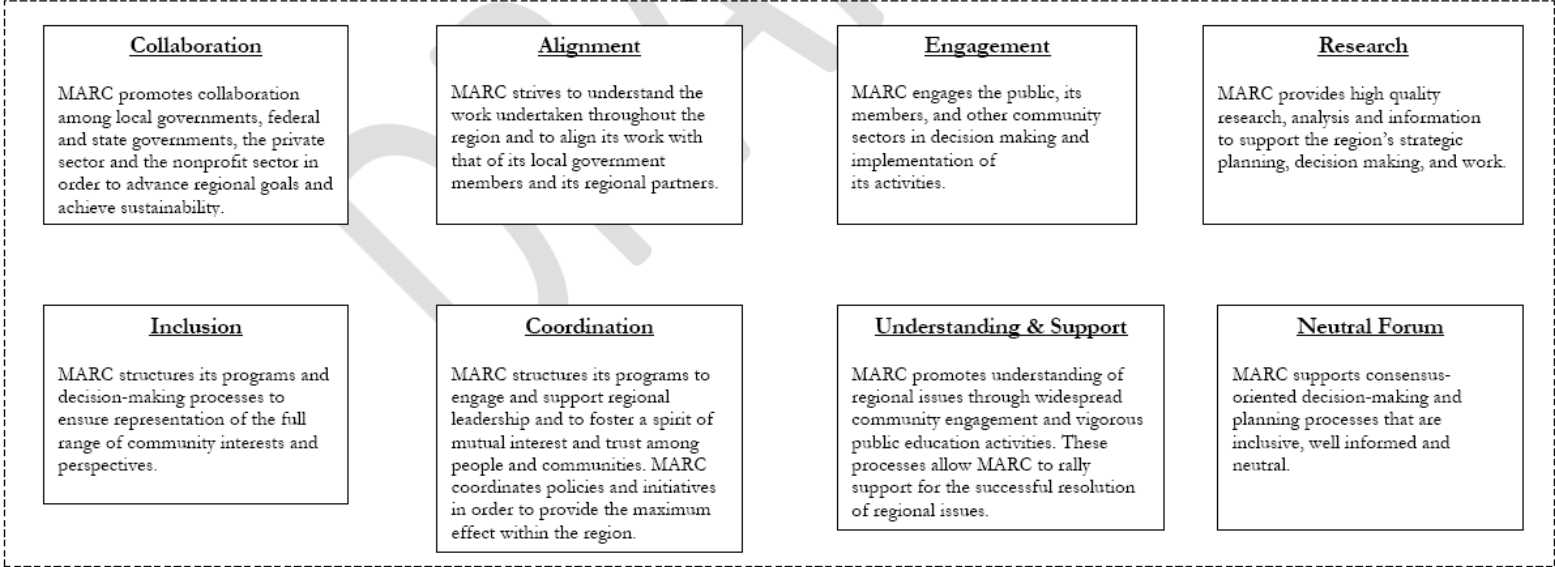 Collaboration
MARC promotes collaboration
among local governments, federal
and state governments, the private
sector and the nonprofit sector in
order to advance regional goals and
achieve sustainability.
Alignment
MARC strives to understand the
work undertaken throughout the
region and to align its work with
that of its local government
members and its regional partners.
Engagement
MARC engages the public, its
members, and other community
sectors in decision making and
implementation of
its activities.
Research
MARC provides high quality
research, analysis and information
to support the region's strategic
planning, decision making, and work.
Inclusion
MARC structures its programs and
decision-making processes to
ensure representation of the full
range of community interests and
perspectives.
Coordination
MARC structures its programs to
engage and support regional
leadership and to foster a spirit of
mutual interest and trust among
people and communities. MARC
coordinates policies and initiatives
in order to provide the maximum
effect within the region.
Understanding & Support
MARC promotes understanding of
regional issues through widespread
community engagement and vigorous
public education activities. These
processes allow MARC to rally
support for the successful resolution
of regional issues.
Neutral Forum
MARC supports consensus-
oriented decision-making and
planning processes that are
inclusive, well informed and
neutral.